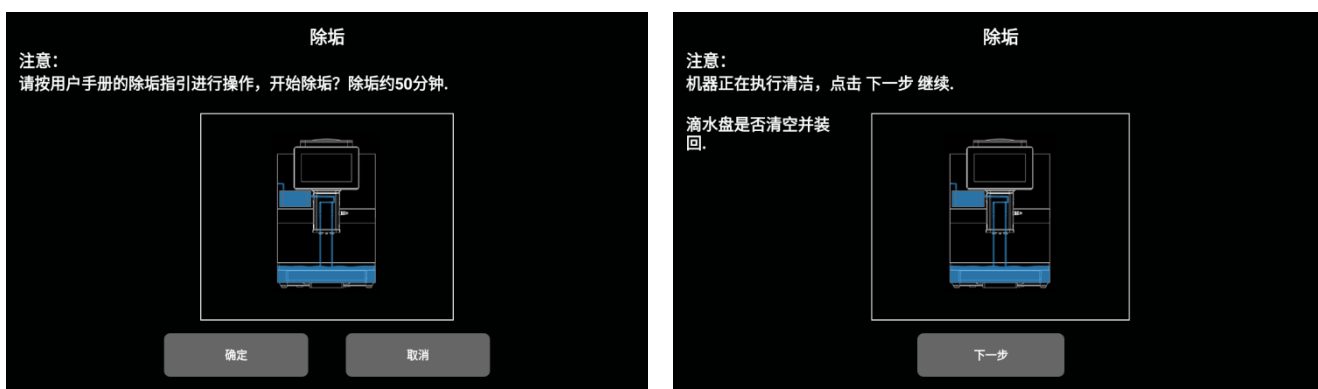 除垢
注意：
请按用户手册的除垢指引进行操作，开始除垢？除垢约50分钟.
确定
取消
除垢
注意：
机器正在执行清洁，点击 下一步 继续.
滴水盘是否清空并装
回.
下一步